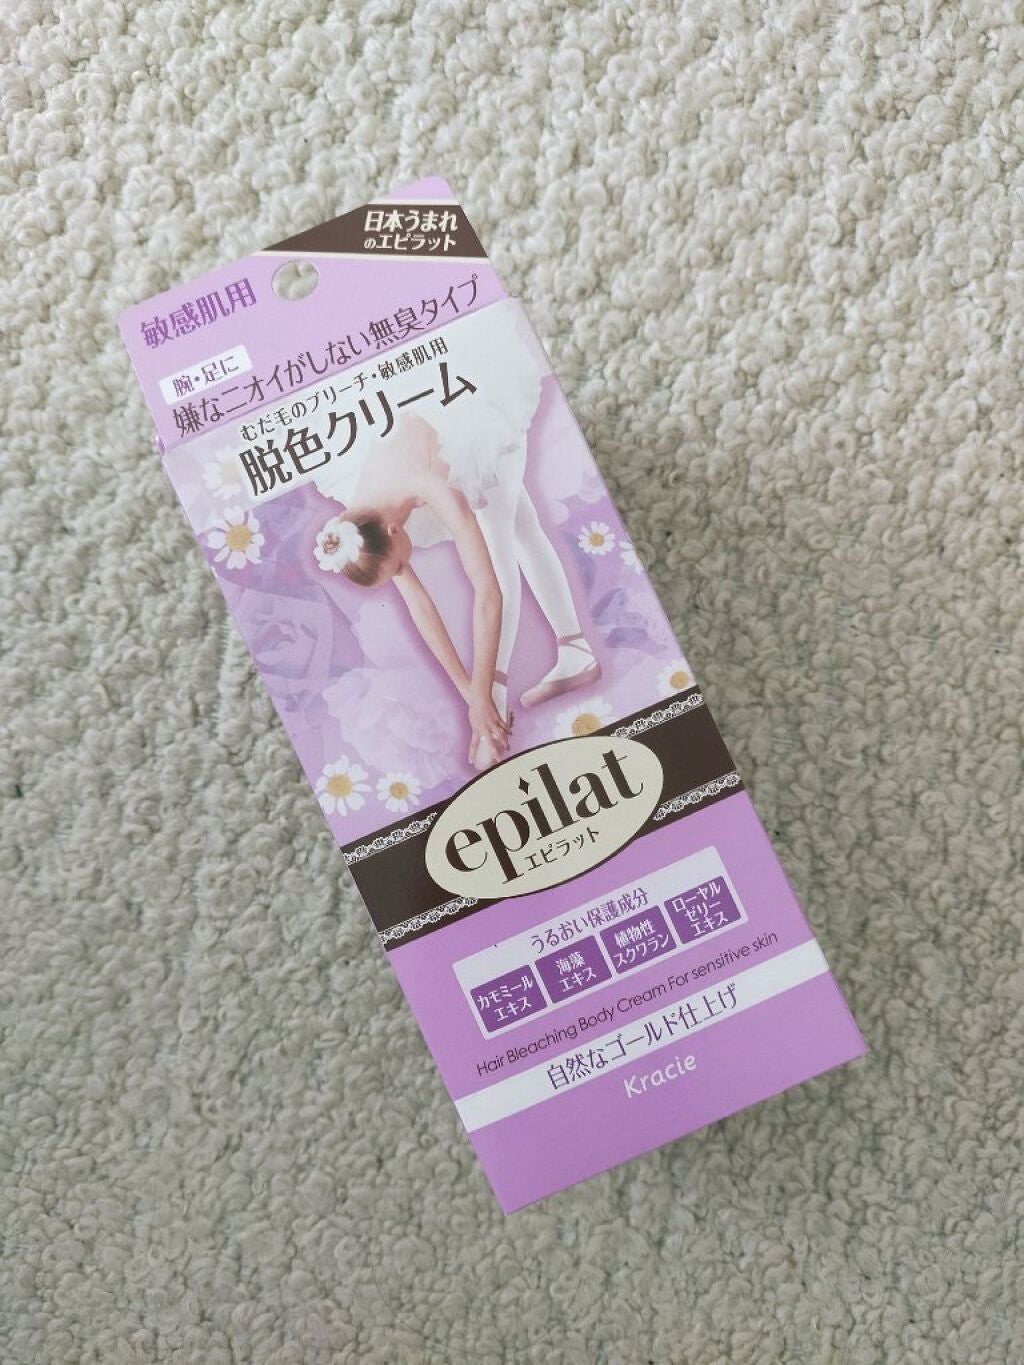 日本うまれ
のエピラット
敏感肌用
腕・足に
嫌なニオイがしない無臭タイプ
むだ毛のブリーチ・敏感肌用
脱色クリーム
epilat
エピラット
うるおい保護成分
カモミール
エキス
海藻
エキス
植物性
スクワラン
ローヤル
ゼリー
エキス
Hair Bleaching Body Cream For sensitive skin
自然なゴールド仕上げ
Kracie